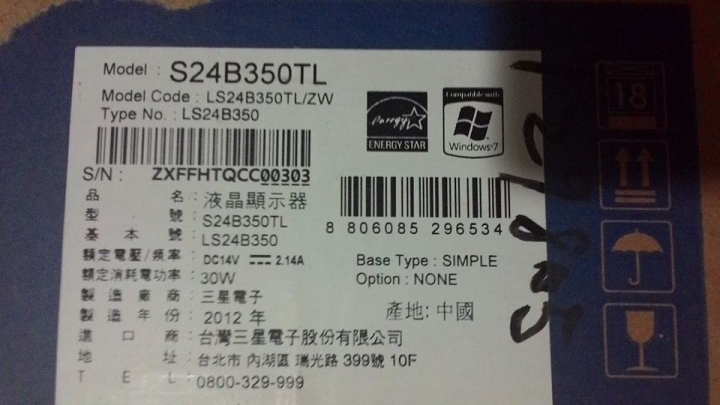 Model : S24B350TL
Model Code : LS24B350TL/ZW
Type No. : LS24B350
S/N : ZXFFHTQCC00303
energy
ENERGY STAR
Compatible with
Windows 7
18
品 名 : 液晶顯示器
型 號 : S24B350TL
基 本 號 : LS24B350
額定電壓/頻率 : DC14V 2.14A
額定消耗電功率 : 30W
製 造 廠 商 : 三星電子
製 造 年 份 : 2012 年
進 口 商 : 台灣三星電子股份有限公司
地 址 : 台北市 內湖區 瑞光路 399號 10F
T E L : 0800-329-999
8 806085 296534
Base Type : SIMPLE
Option : NONE
產地: 中國